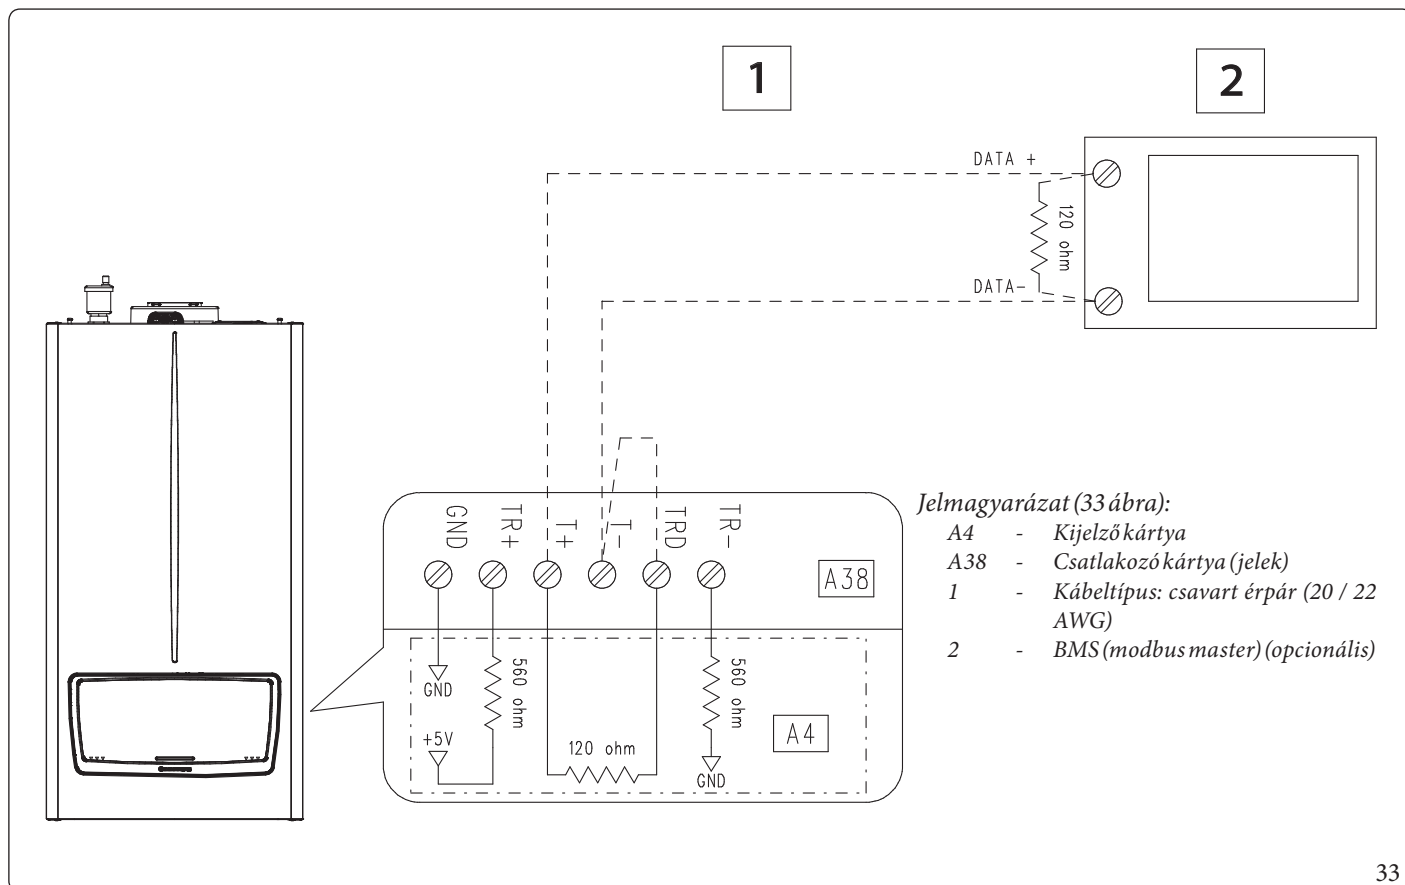 1
2
DATA +
120 ohm
DATA-
GND
TR+
T+
T-
TRD
TR-
A38
GND
560 ohm
560 ohm
+5V
120 ohm
A4
GND
Jelmagyarázat (33 ábra):
A4 - Kijelző kártya
A38 - Csatlakozó kártya (jelek)
1 - Kábeltípus: csavart érpár (20 / 22
AWG)
2 - BMS (modbus master) (opcionális)
33